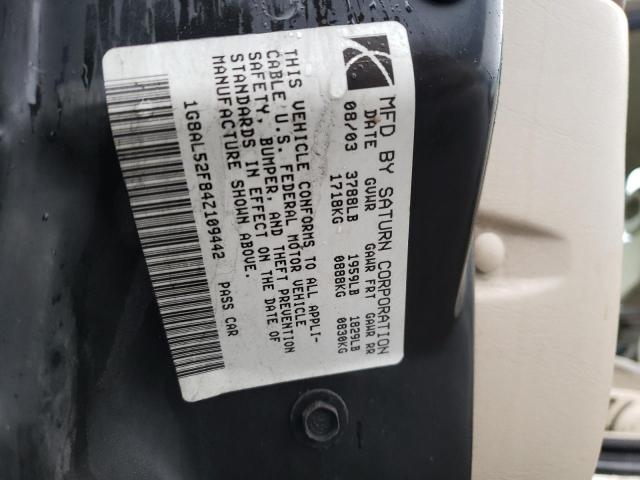 MFD BY SATURN CORPORATION
DATE GVWR GAWR FRT GAWR RR
08/03 3788LB 1959LB 1829LB
1718KG 0888KG 0830KG
THIS VEHICLE CONFORMS TO ALL APPLI-
CABLE U.S. FEDERAL MOTOR VEHICLE
SAFETY, BUMPER, AND THEFT PREVENTION
STANDARDS IN EFFECT ON THE DATE OF
MANUFACTURE SHOWN ABOVE.
1G8AL52F84Z109442 PASS CAR